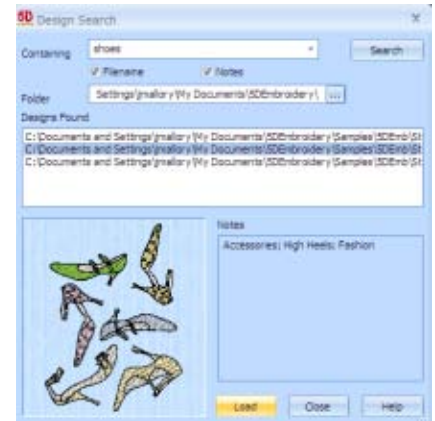 5D Design Search
Containing shoes Search
Filename Notes
Folder Settings\jmallory\My Documents\5DEmbroidery\ ...
Designs Found
C:\Documents and Settings\jmallory\My Documents\5DEmbroidery\Samples\5DEmb\St
C:\Documents and Settings\jmallory\My Documents\5DEmbroidery\Samples\5DEmb\St
C:\Documents and Settings\jmallory\My Documents\5DEmbroidery\Samples\5DEmb\St
Notes
Accessories; High Heels; Fashion
Load Close Help